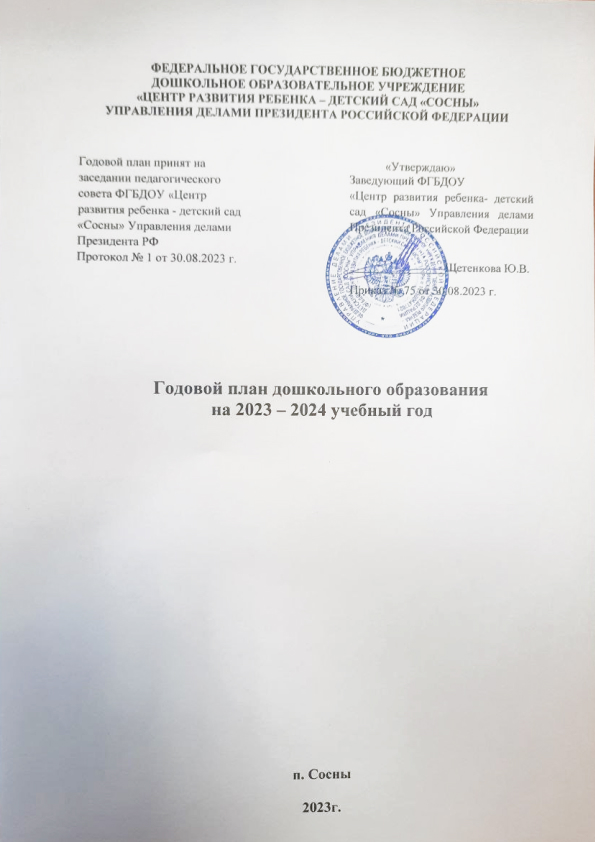 ФЕДЕРАЛЬНОЕ ГОСУДАРСТВЕННОЕ БЮДЖЕТНОЕ
ДОШКОЛЬНОЕ ОБРАЗОВАТЕЛЬНОЕ УЧРЕЖДЕНИЕ
«ЦЕНТР РАЗВИТИЯ РЕБЕНКА – ДЕТСКИЙ САД «СОСНЫ»
УПРАВЛЕНИЯ ДЕЛАМИ ПРЕЗИДЕНТА РОССИЙСКОЙ ФЕДЕРАЦИИ
Годовой план принят на
заседании педагогического
совета ФГБДОУ «Центр
развития ребенка - детский сад
«Сосны» Управления делами
Президента РФ
Протокол № 1 от 30.08.2023 г.
«Утверждаю»
Заведующий ФГБДОУ
«Центр развития ребенка- детский
сад «Сосны» Управления делами
Президента Российской Федерации
Щетенкова Ю.В.
Приказ № 75 от 30.08.2023 г.
Годовой план дошкольного образования
на 2023 – 2024 учебный год
п. Сосны
2023г.